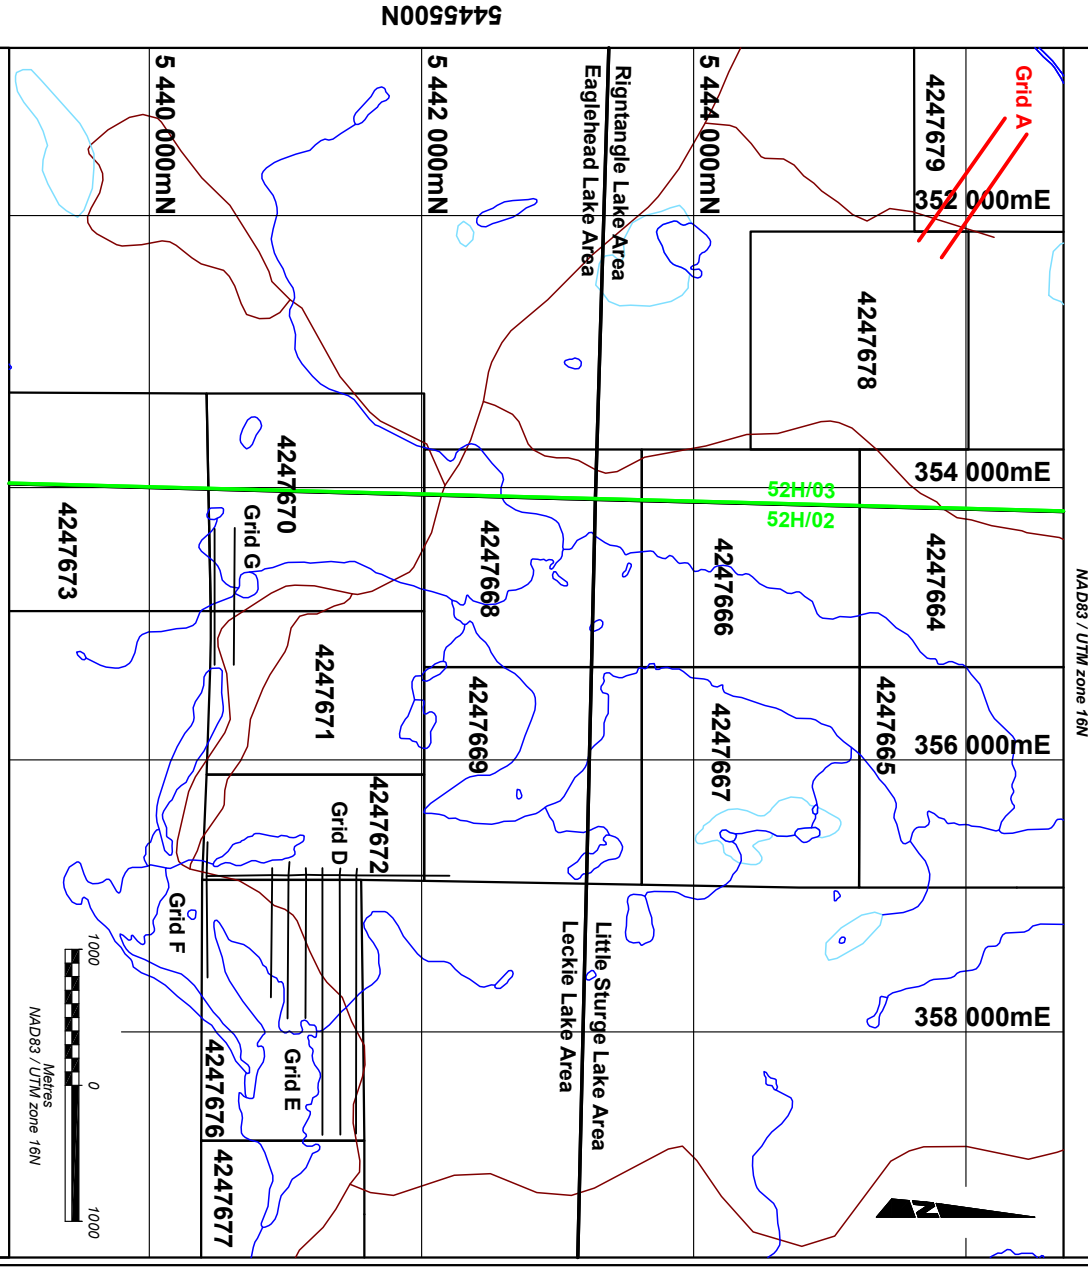 5445500N
5 440 000mN
5 442 000mN
5 444 000mN
Rigntangle Lake Area
Eaglehead Lake Area
4247679
Grid A
352 000mE
4247678
354 000mE
52H/03
52H/02
4247670
Grid G
4247673
4247668
4247666
4247664
NAD83 / UTM zone 16N
4247671
4247669
4247667
4247665
356 000mE
4247672
Grid D
Grid F
Little Sturge Lake Area
Leckie Lake Area
358 000mE
Grid E
4247676
4247677
1000
0
1000
Metres
NAD83 / UTM zone 16N
N